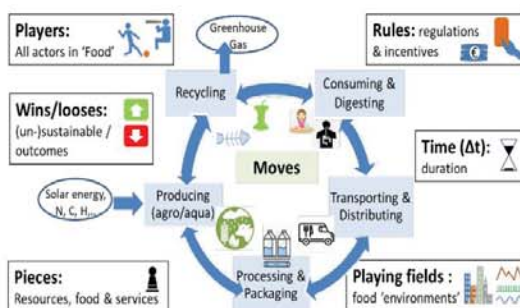 Players:
All actors in 'Food'
Greenhouse
Gas
Rules: regulations
& incentives
€
Recycling
Consuming &
Digesting
Wins/looses:
(un-)sustainable /
outcomes
Moves
Time (Δt):
duration
Solar energy,
N, C, H,..
Producing
(agro/aqua)
Transporting &
Distributing
Processing &
Packaging
Pieces:
Resources, food & services
Playing fields :
food 'environments'